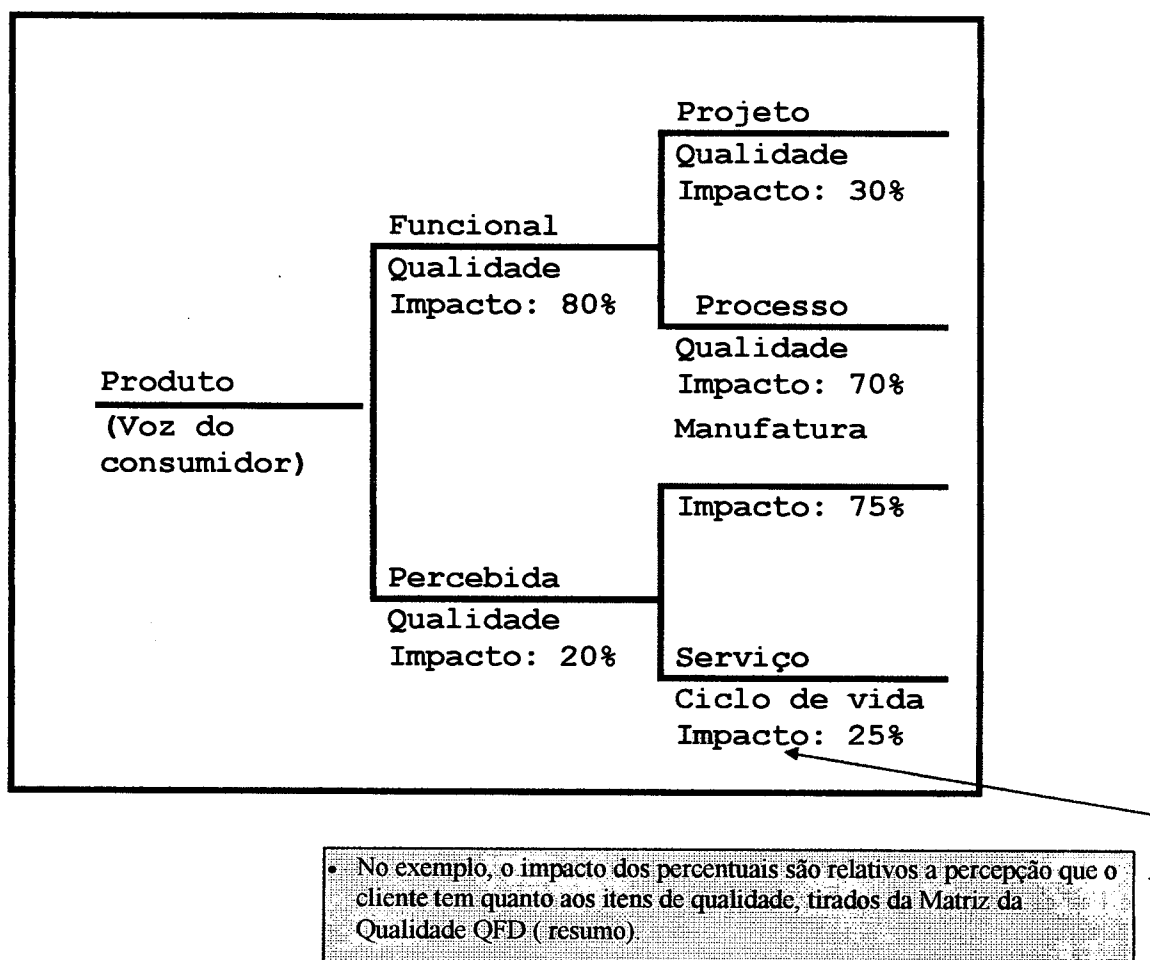 Projeto
Qualidade
Impacto: 30%
Funcional
Qualidade
Impacto: 80%
Processo
Qualidade
Impacto: 70%
Produto
(Voz do
consumidor)
Manufatura
Impacto: 75%
Percebida
Qualidade
Impacto: 20%
Serviço
Ciclo de vida
Impacto: 25%
• No exemplo, o impacto dos percentuais são relativos a percepção que o
cliente tem quanto aos itens de qualidade, tirados da Matriz da
Qualidade QFD ( resumo).